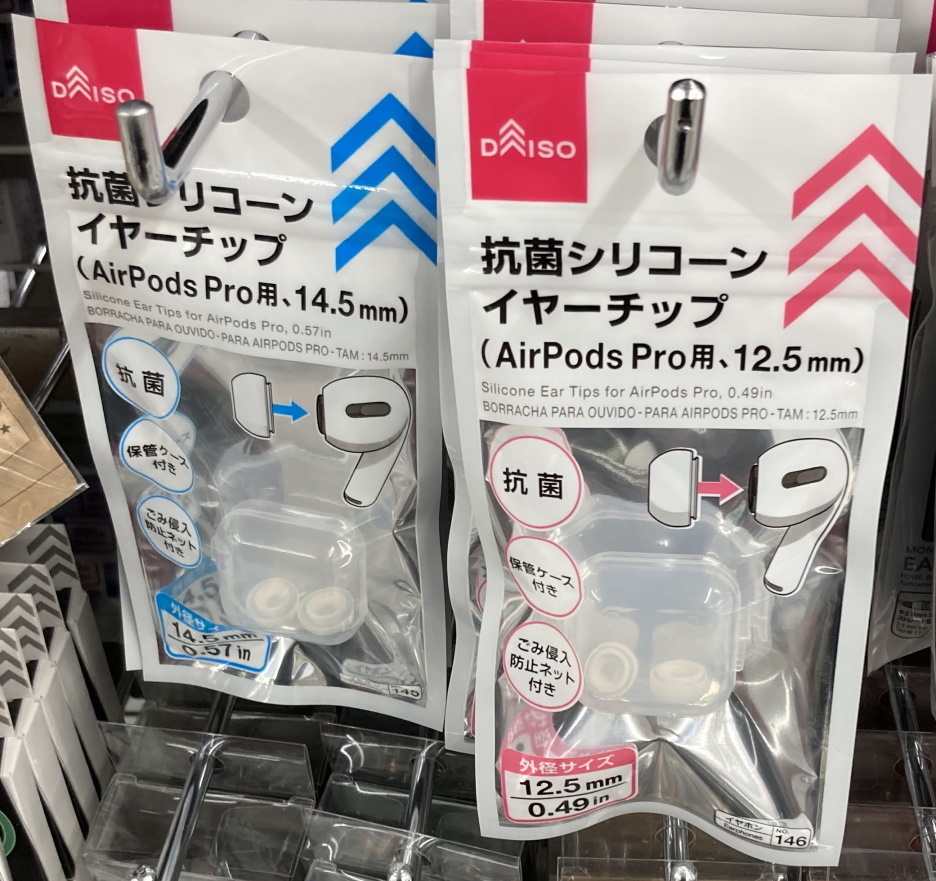 DAISO
抗菌シリコーン
イヤーチップ
(AirPods Pro用、14.5mm)
Silicone Ear Tips for AirPods Pro, 0.57in
BORRACHA PARA OUVIDO - PARA AIRPODS PRO - TAM : 14.5mm
抗菌
保管ケース
付き
ごみ侵入
防止ネット
付き
外径サイズ
14.5mm
0.57in
145
DAISO
抗菌シリコーン
イヤーチップ
(AirPods Pro用、12.5mm)
Silicone Ear Tips for AirPods Pro, 0.49in
BORRACHA PARA OUVIDO - PARA AIRPODS PRO - TAM : 12.5mm
抗菌
保管ケース
付き
ごみ侵入
防止ネット
付き
外径サイズ
12.5mm
0.49in
イヤホン
Earphones
NO.
146